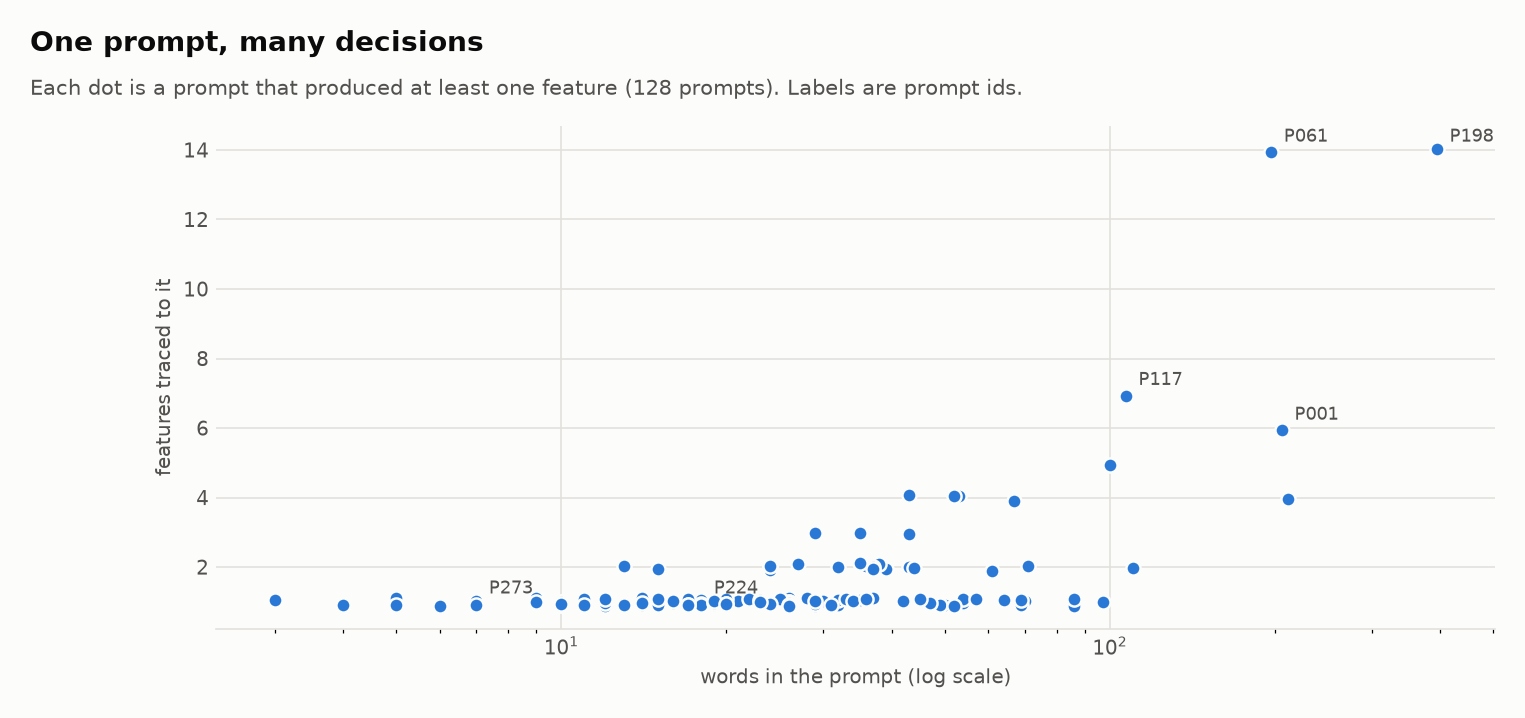 One prompt, many decisions
Each dot is a prompt that produced at least one feature (128 prompts). Labels are prompt ids.
P061
P198
14
12
10
8
P117
P001
6
4
2
P273
P224
features traced to it
10¹
10²
words in the prompt (log scale)